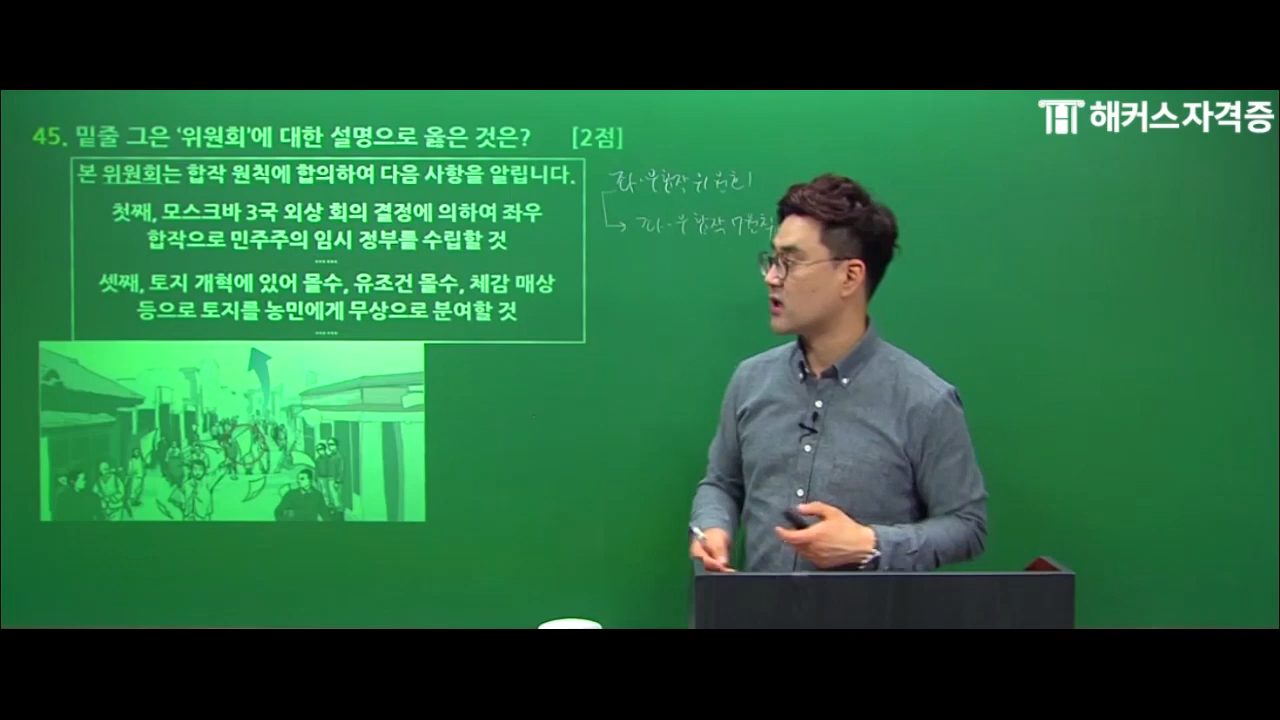 해커스자격증
45. 밑줄 그은 '위원회'에 대한 설명으로 옳은 것은? [2점]
본 위원회는 합작 원칙에 합의하여 다음 사항을 알립니다.
첫째, 모스크바 3국 외상 회의 결정에 의하여 좌우
합작으로 민주주의 임시 정부를 수립할 것
……
셋째, 토지 개혁에 있어 몰수, 유조건 몰수, 체감 매상
등으로 토지를 농민에게 무상으로 분여할 것
……
좌·우 합작 위원회
좌·우 합작 7원칙